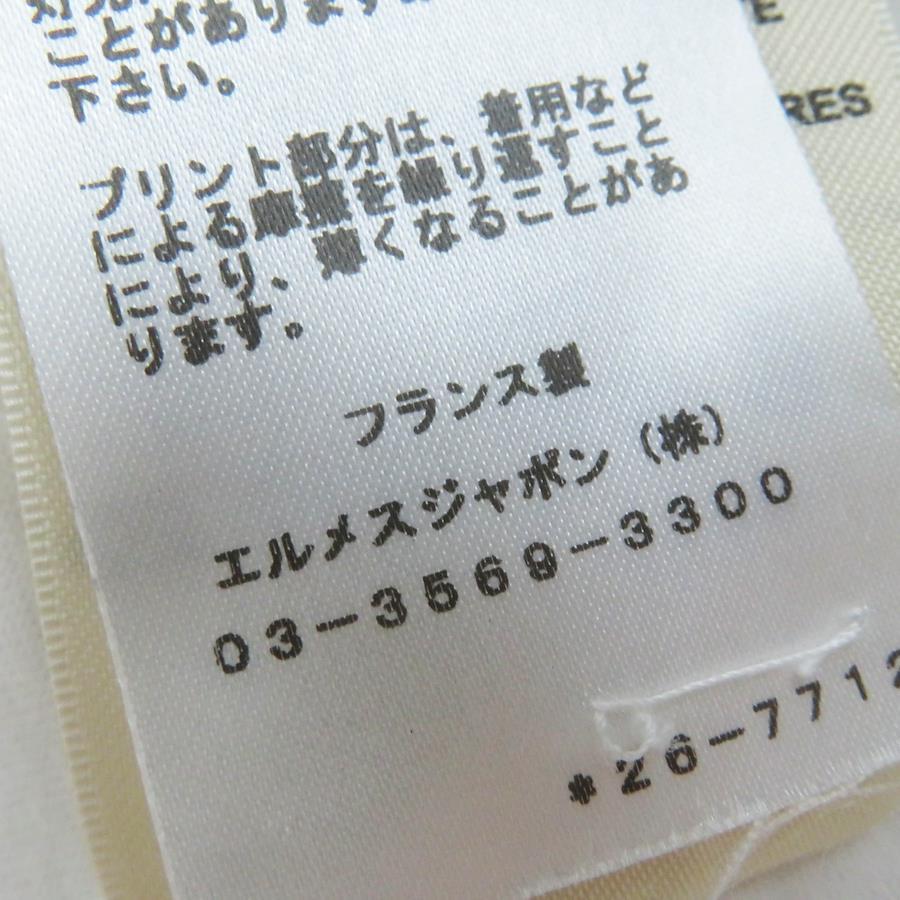 ことがあります
下さい。
プリント部分は、着用など
による摩擦を繰り返すこと
により、薄くなることがあ
ります。
フランス製
エルメスジャポン(株)
03-3569-3300
*26-7712
E
RES